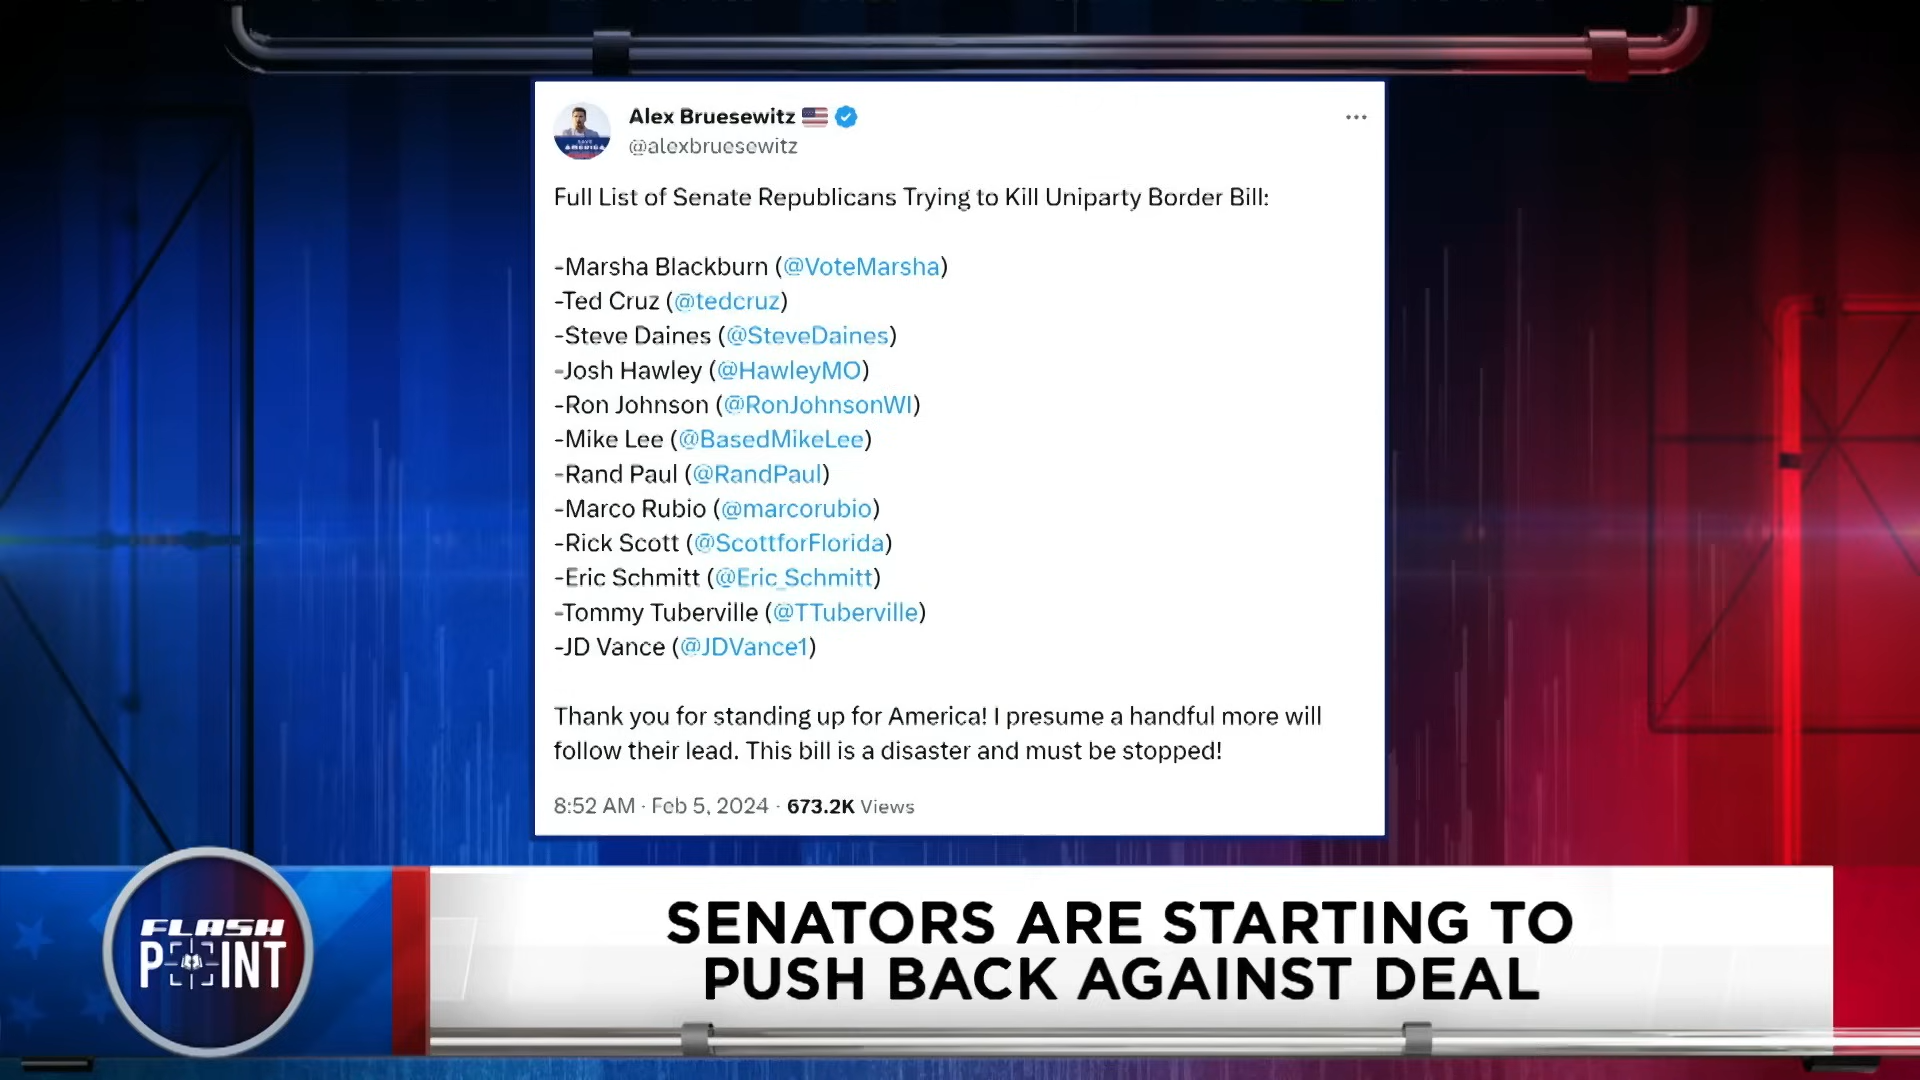 Alex Bruesewitz
@alexbruesewitz
Full List of Senate Republicans Trying to Kill Uniparty Border Bill:
-Marsha Blackburn (@VoteMarsha)
-Ted Cruz (@tedcruz)
-Steve Daines (@SteveDaines)
-Josh Hawley (@HawleyMO)
-Ron Johnson (@RonJohnsonWI)
-Mike Lee (@BasedMikeLee)
-Rand Paul (@RandPaul)
-Marco Rubio (@marcorubio)
-Rick Scott (@ScottforFlorida)
-Eric Schmitt (@Eric_Schmitt)
-Tommy Tuberville (@TTuberville)
-JD Vance (@JDVance1)
Thank you for standing up for America! I presume a handful more will
follow their lead. This bill is a disaster and must be stopped!
8:52 AM · Feb 5, 2024 · 673.2K Views
FLASH
POINT
SENATORS ARE STARTING TO
PUSH BACK AGAINST DEAL